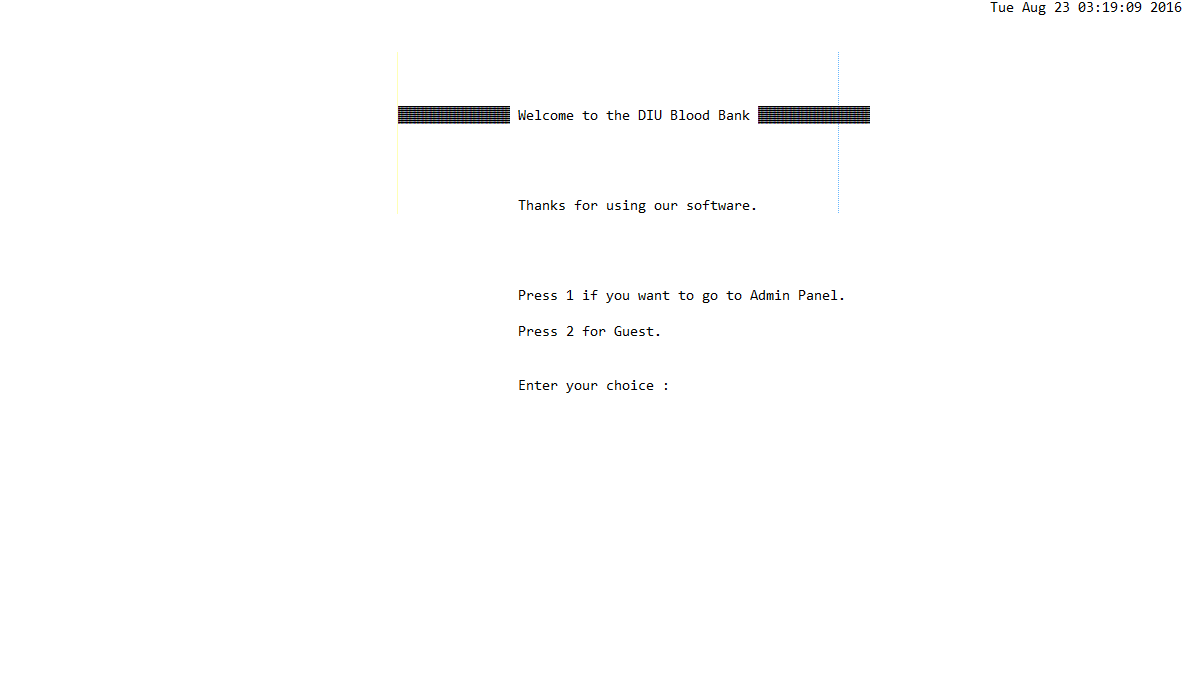 Tue Aug 23 03:19:09 2016
Welcome to the DIU Blood Bank
Thanks for using our software.
Press 1 if you want to go to Admin Panel.
Press 2 for Guest.
Enter your choice :